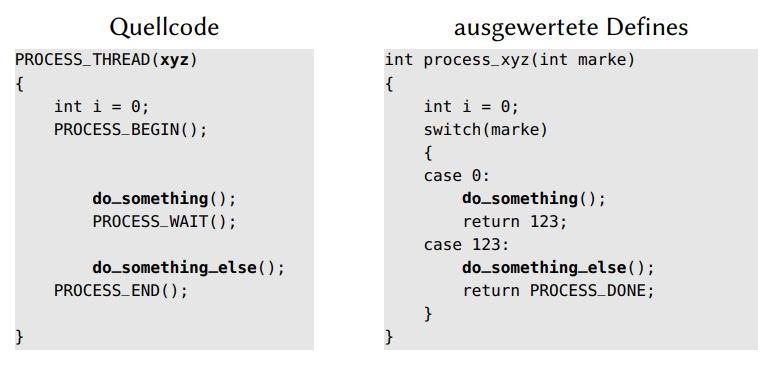 Quellcode
PROCESS_THREAD(xyz)
{
    int i = 0;
    PROCESS_BEGIN();
        do_something();
        PROCESS_WAIT();
        do_something_else();
    PROCESS_END();
}
ausgewertete Defines
int process_xyz(int marke)
{
    int i = 0;
    switch(marke)
    {
    case 0:
        do_something();
        return 123;
    case 123:
        do_something_else();
        return PROCESS_DONE;
    }
}